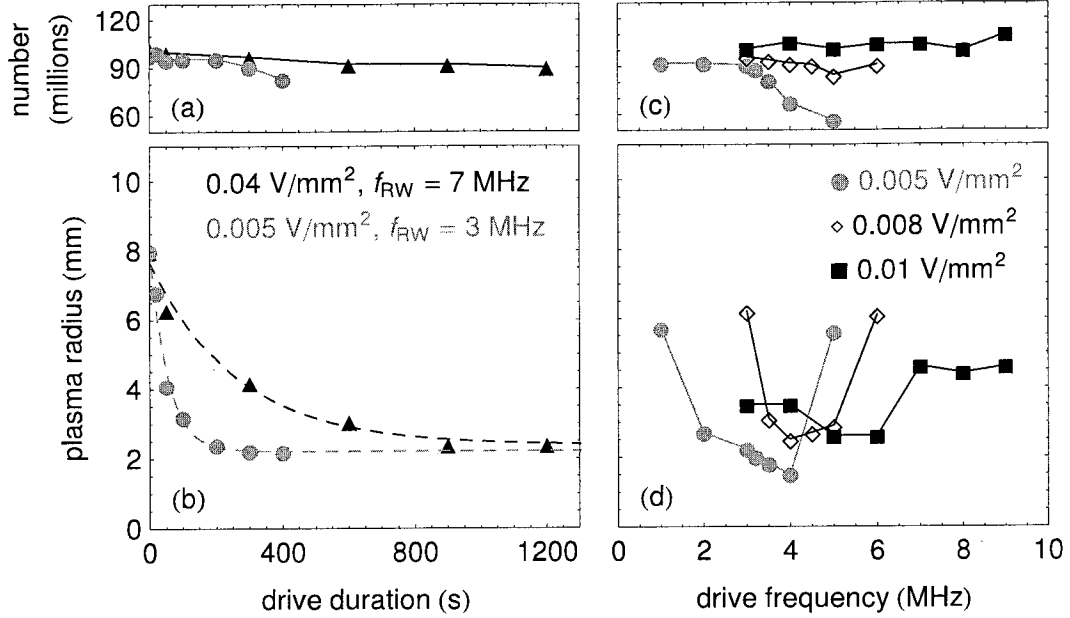 number
(millions)
120
90
60
(a)
(c)
plasma radius (mm)
10
8
6
4
2
0
0.04 V/mm², fRW = 7 MHz
0.005 V/mm², fRW = 3 MHz
(b)
0.005 V/mm²
0.008 V/mm²
0.01 V/mm²
(d)
0 400 800 1200
0 2 4 6 8 10
drive duration (s)
drive frequency (MHz)